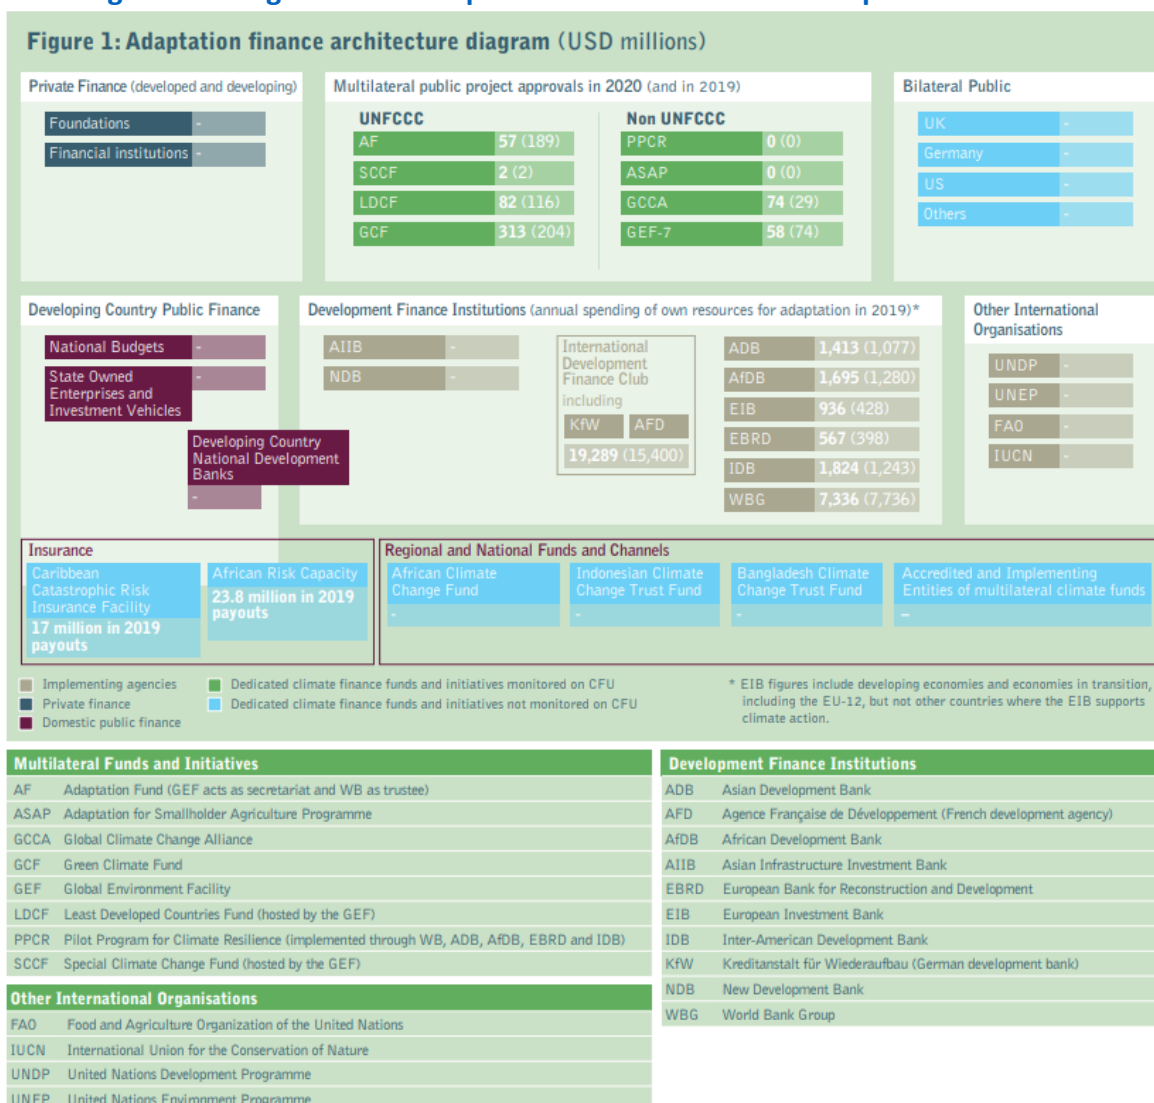 Figure 1: Adaptation finance architecture diagram (USD millions)
Private Finance (developed and developing)
Foundations -
Financial institutions -
Multilateral public project approvals in 2020 (and in 2019)
UNFCCC
AF 57 (189)
SCCF 2 (2)
LDCF 82 (116)
GCF 313 (204)
Non UNFCCC
PPCR 0 (0)
ASAP 0 (0)
GCCA 74 (29)
GEF-7 58 (74)
Bilateral Public
UK -
Germany -
US -
Others -
Developing Country Public Finance
National Budgets -
State Owned -
Enterprises and
Investment Vehicles
Developing Country
National Development
Banks
-
Development Finance Institutions (annual spending of own resources for adaptation in 2019)*
AIIB -
NDB -
International
Development
Finance Club
including
KfW AFD
19,289 (15,400)
ADB 1,413 (1,077)
AfDB 1,695 (1,280)
EIB 936 (428)
EBRD 567 (398)
IDB 1,824 (1,243)
WBG 7,336 (7,736)
Other International
Organisations
UNDP -
UNEP -
FAO -
IUCN -
Insurance
Caribbean
Catastrophic Risk
Insurance Facility
17 million in 2019
payouts
African Risk Capacity
23.8 million in 2019
payouts
Regional and National Funds and Channels
African Climate
Change Fund
-
Indonesian Climate
Change Trust Fund
-
Bangladesh Climate
Change Trust Fund
-
Accredited and Implementing
Entities of multilateral climate funds
–
Implementing agencies
Private finance
Domestic public finance
Dedicated climate finance funds and initiatives monitored on CFU
Dedicated climate finance funds and initiatives not monitored on CFU
* EIB figures include developing economies and economies in transition,
including the EU-12, but not other countries where the EIB supports
climate action.
Multilateral Funds and Initiatives
AF Adaptation Fund (GEF acts as secretariat and WB as trustee)
ASAP Adaptation for Smallholder Agriculture Programme
GCCA Global Climate Change Alliance
GCF Green Climate Fund
GEF Global Environment Facility
LDCF Least Developed Countries Fund (hosted by the GEF)
PPCR Pilot Program for Climate Resilience (implemented through WB, ADB, AfDB, EBRD and IDB)
SCCF Special Climate Change Fund (hosted by the GEF)
Other International Organisations
FAO Food and Agriculture Organization of the United Nations
IUCN International Union for the Conservation of Nature
UNDP United Nations Development Programme
UNEP United Nations Environment Programme
Development Finance Institutions
ADB Asian Development Bank
AFD Agence Française de Développement (French development agency)
AfDB African Development Bank
AIIB Asian Infrastructure Investment Bank
EBRD European Bank for Reconstruction and Development
EIB European Investment Bank
IDB Inter-American Development Bank
KfW Kreditanstalt für Wiederaufbau (German development bank)
NDB New Development Bank
WBG World Bank Group